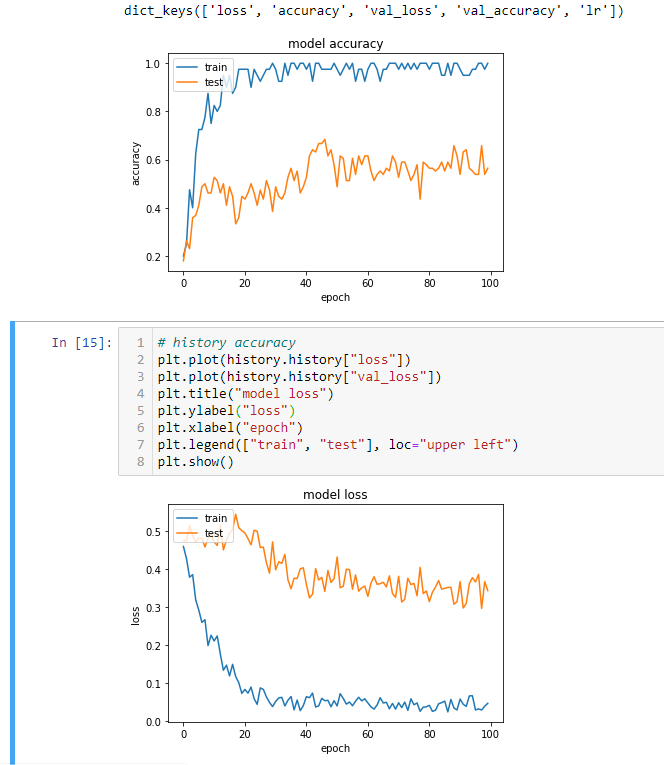 dict_keys(['loss', 'accuracy', 'val_loss', 'val_accuracy', 'lr'])
model accuracy
train
test
1.0
0.8
0.6
0.4
0.2
accuracy
0 20 40 60 80 100
epoch
In [15]:
1 # history accuracy
2 plt.plot(history.history["loss"])
3 plt.plot(history.history["val_loss"])
4 plt.title("model loss")
5 plt.ylabel("loss")
6 plt.xlabel("epoch")
7 plt.legend(["train", "test"], loc="upper left")
8 plt.show()
model loss
train
test
0.5
0.4
0.3
0.2
0.1
0.0
loss
0 20 40 60 80 100
epoch